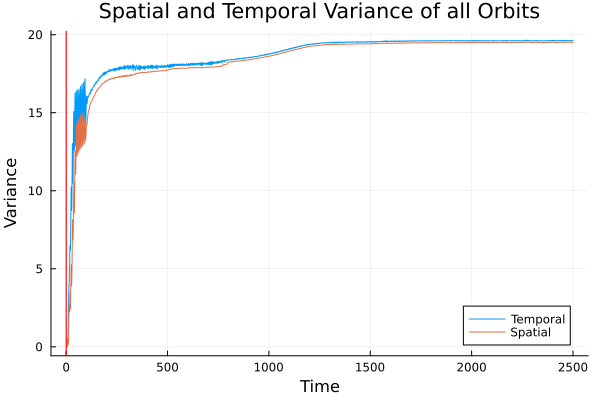 Spatial and Temporal Variance of all Orbits
20
15
10
5
0
Variance
Temporal
Spatial
0 500 1000 1500 2000 2500
Time